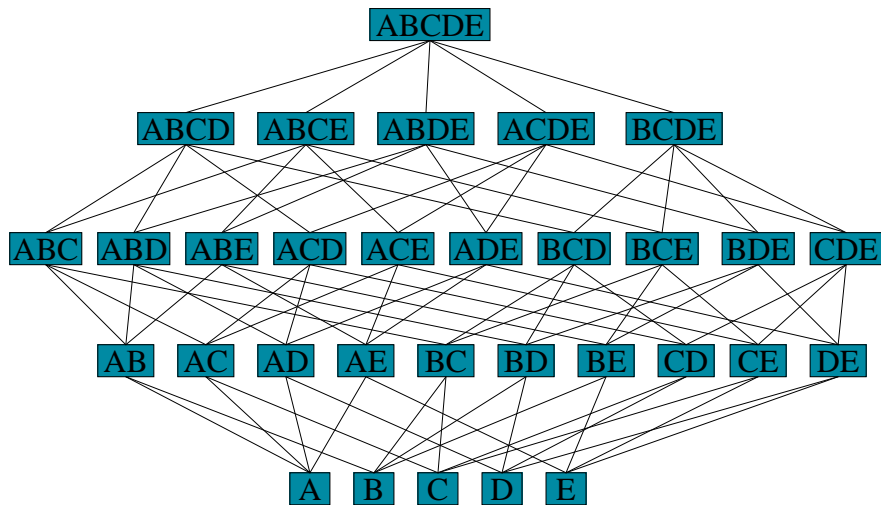 ABCDE
ABCD ABCE ABDE ACDE BCDE
ABC ABD ABE ACD ACE ADE BCD BCE BDE CDE
AB AC AD AE BC BD BE CD CE DE
A B C D E